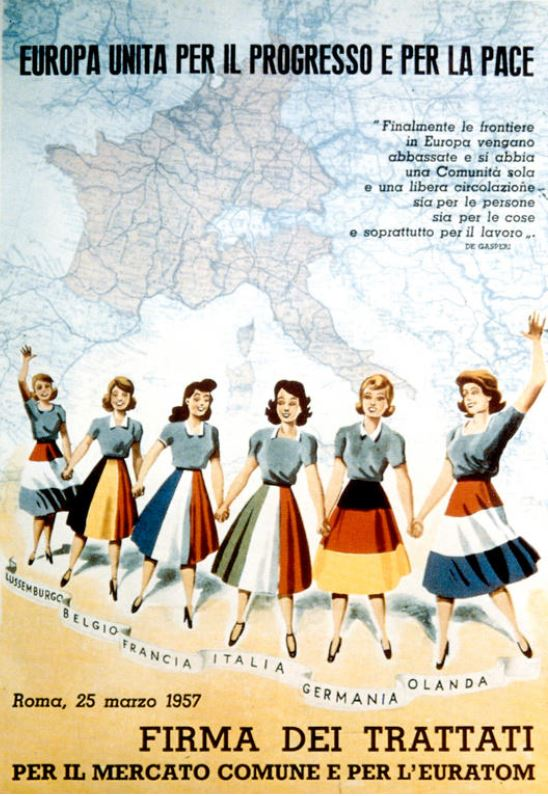 EUROPA UNITA PER IL PROGRESSO E PER LA PACE
"Finalmente le frontiere
in Europa vengano
abbassate e si abbia
una Comunità sola
e una libera circolazione
sia per le persone
sia per le cose
e soprattutto per il lavoro„.
DE GASPERI
LUSSEMBURGO
BELGIO
FRANCIA
ITALIA
GERMANIA
OLANDA
Roma, 25 marzo 1957
FIRMA DEI TRATTATI
PER IL MERCATO COMUNE E PER L'EURATOM